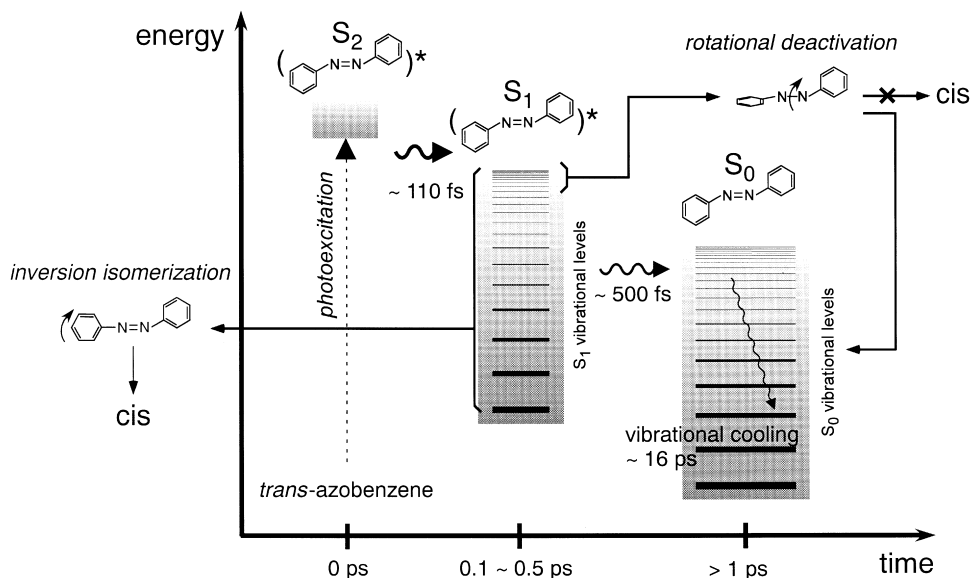 energy
S2
( N=N )*
~ 110 fs
S1
( N=N )*
rotational deactivation
N-N
cis
S0
N=N
photoexcitation
inversion isomerization
N=N
cis
S1 vibrational levels
~ 500 fs
S0 vibrational levels
vibrational cooling
~ 16 ps
trans-azobenzene
0 ps
0.1 ~ 0.5 ps
> 1 ps
time